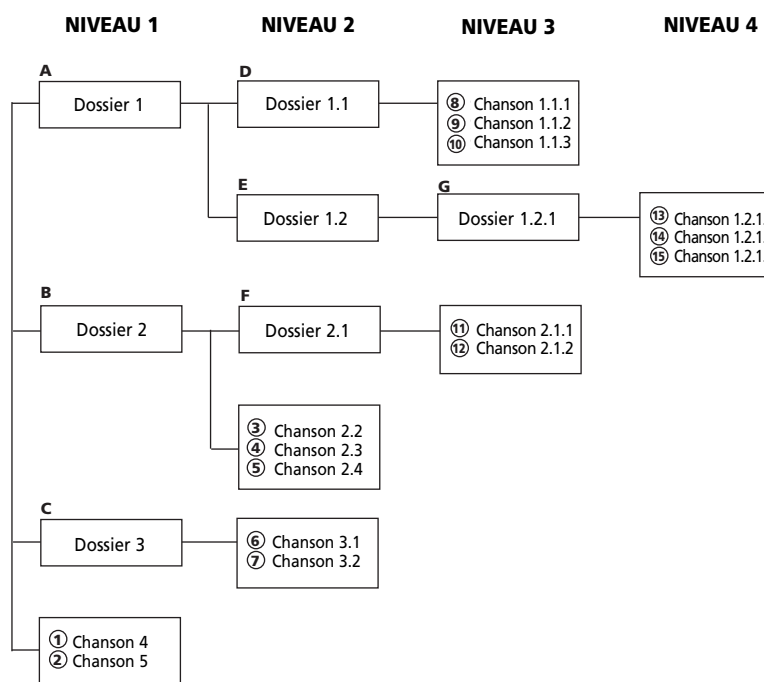 NIVEAU 1 NIVEAU 2 NIVEAU 3 NIVEAU 4
A D
Dossier 1 Dossier 1.1
8 Chanson 1.1.1
9 Chanson 1.1.2
10 Chanson 1.1.3
E G
Dossier 1.2 Dossier 1.2.1
13 Chanson 1.2.1.
14 Chanson 1.2.1.
15 Chanson 1.2.1.
B F
Dossier 2 Dossier 2.1
11 Chanson 2.1.1
12 Chanson 2.1.2
3 Chanson 2.2
4 Chanson 2.3
5 Chanson 2.4
C
Dossier 3
6 Chanson 3.1
7 Chanson 3.2
1 Chanson 4
2 Chanson 5